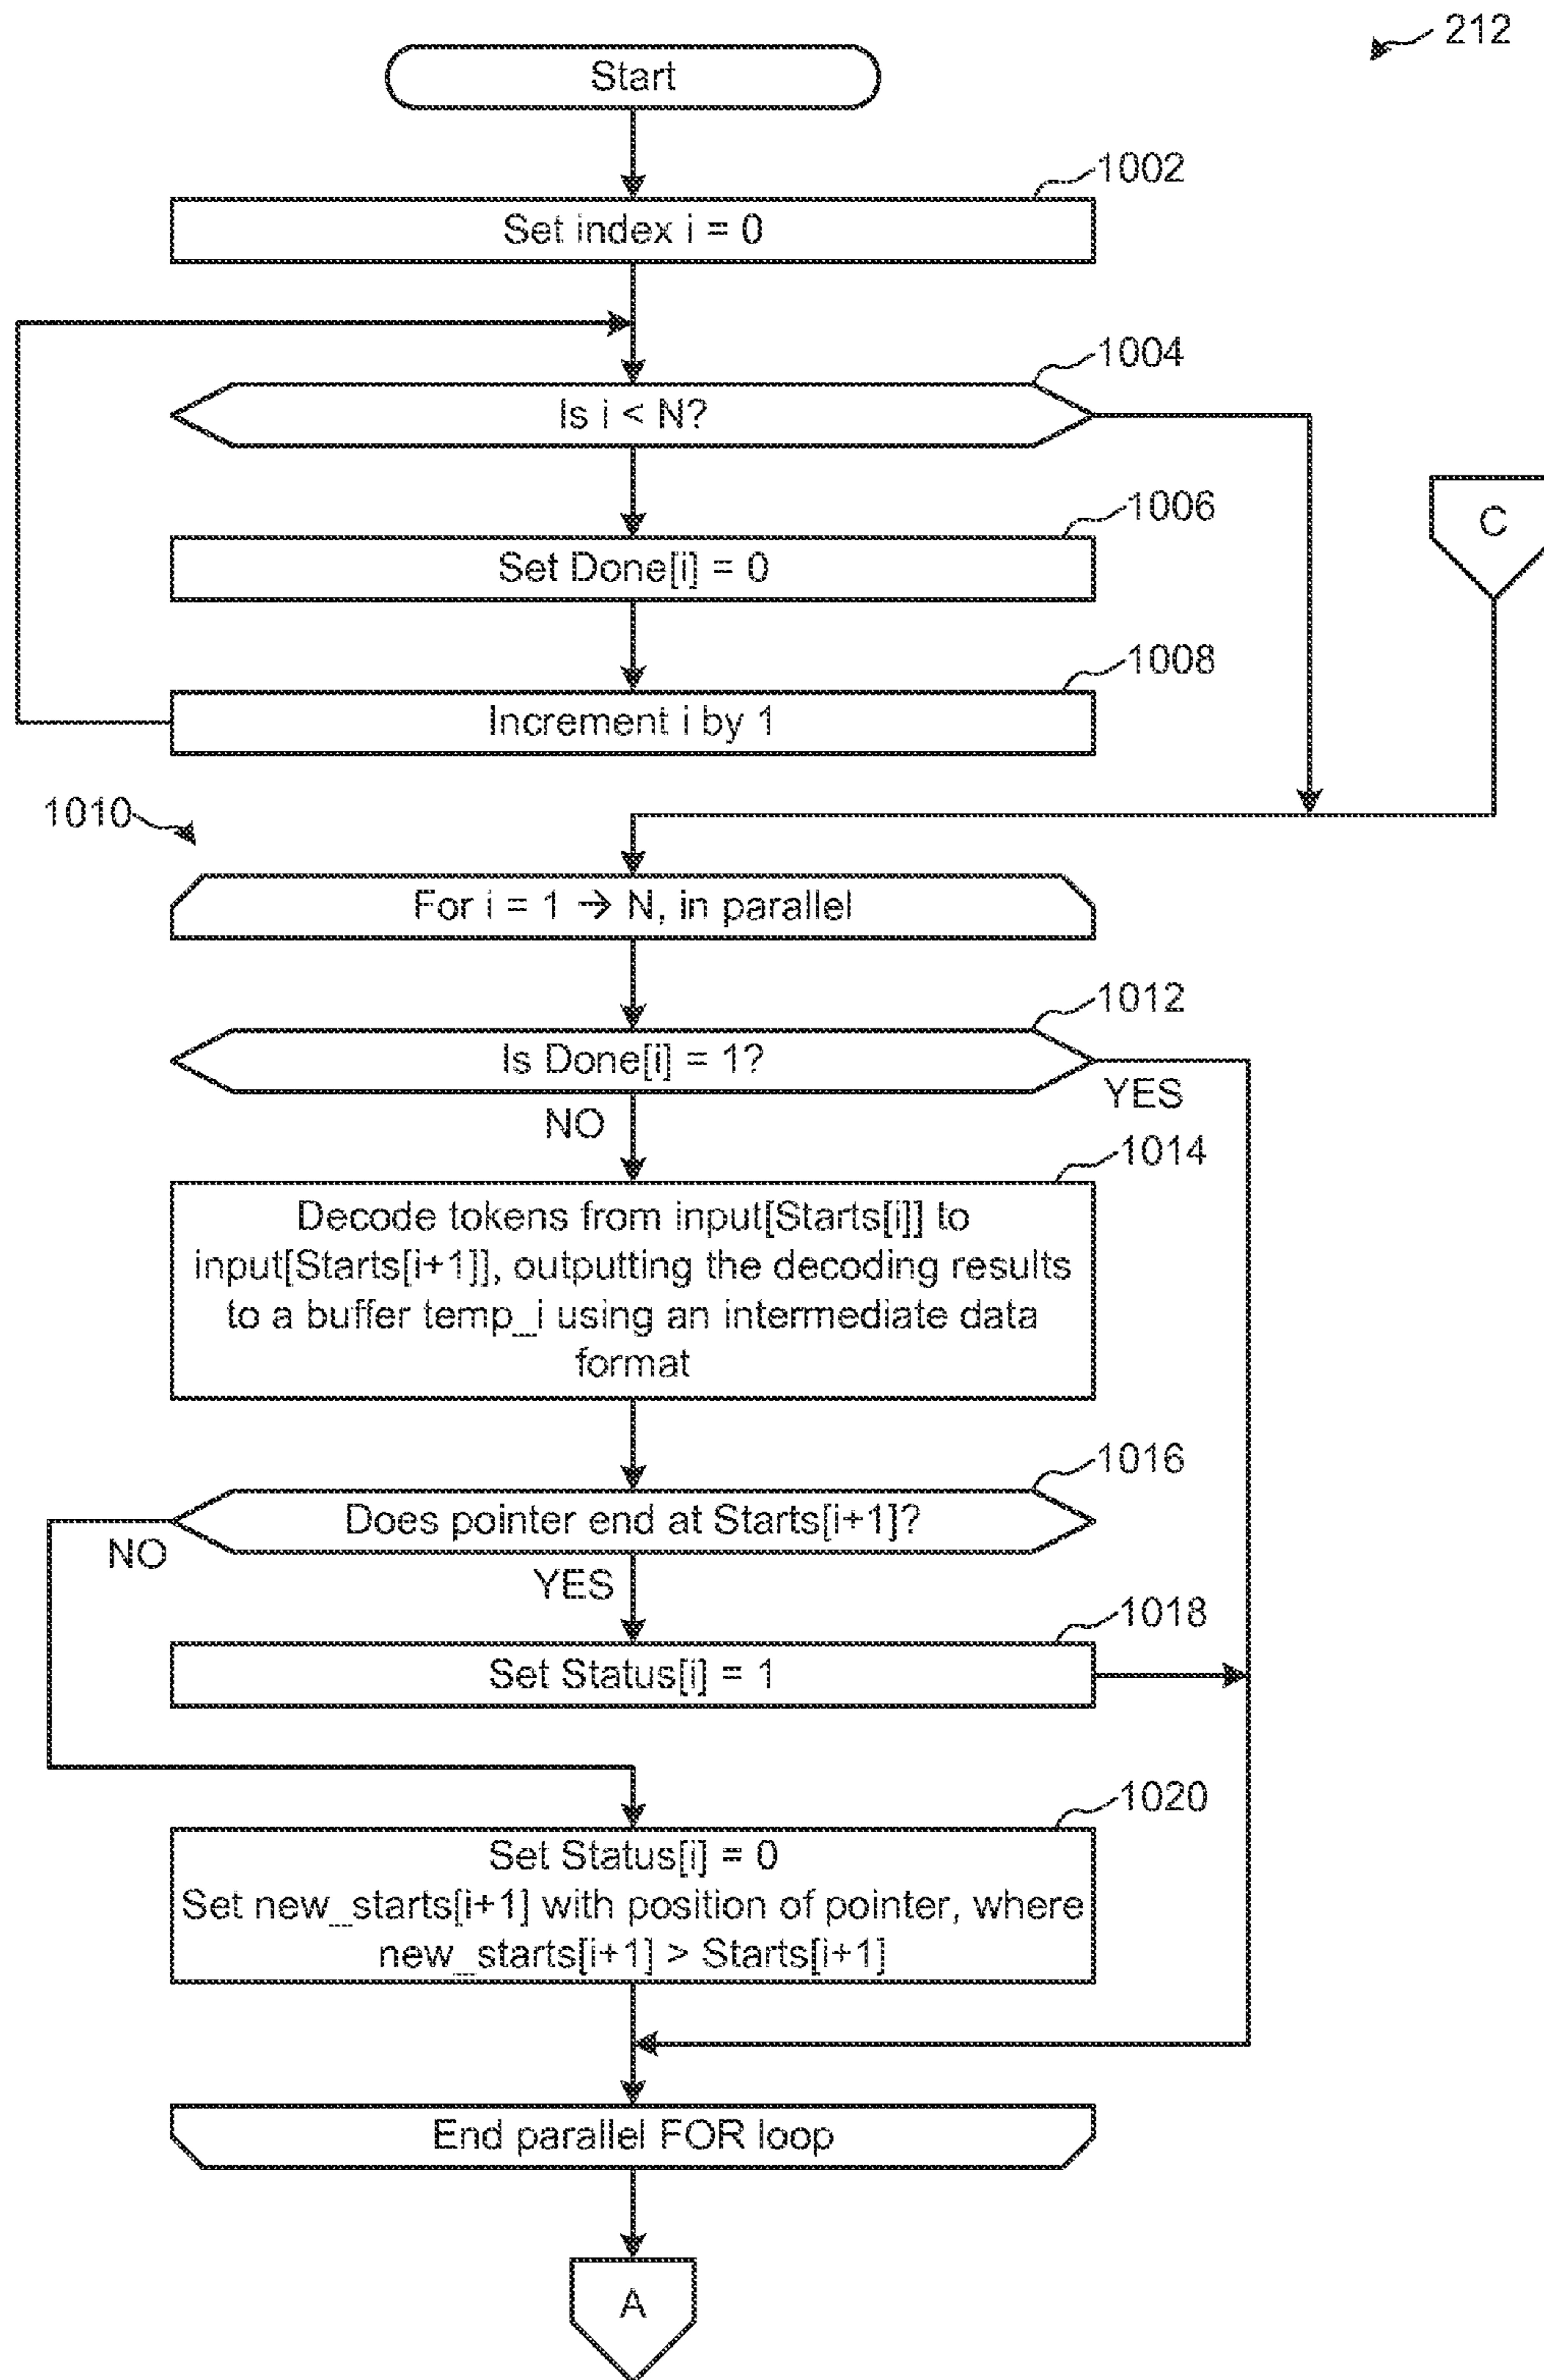 212
Start
1002
Set index i = 0
1004
Is i < N?
1006
Set Done[i] = 0
C
1008
Increment i by 1
1010
For i = 1 → N, in parallel
1012
Is Done[i] = 1?
YES
NO
1014
Decode tokens from input[Starts[i]] to
input[Starts[i+1]], outputting the decoding results
to a buffer temp_i using an intermediate data
format
1016
Does pointer end at Starts[i+1]?
NO
YES
1018
Set Status[i] = 1
1020
Set Status[i] = 0
Set new_starts[i+1] with position of pointer, where
new_starts[i+1] > Starts[i+1]
End parallel FOR loop
A